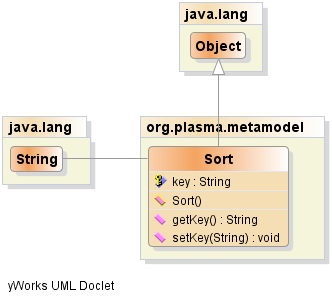 java.lang
Object
java.lang
String
org.plasma.metamodel
Sort
key : String
Sort()
getKey() : String
setKey(String) : void
yWorks UML Doclet